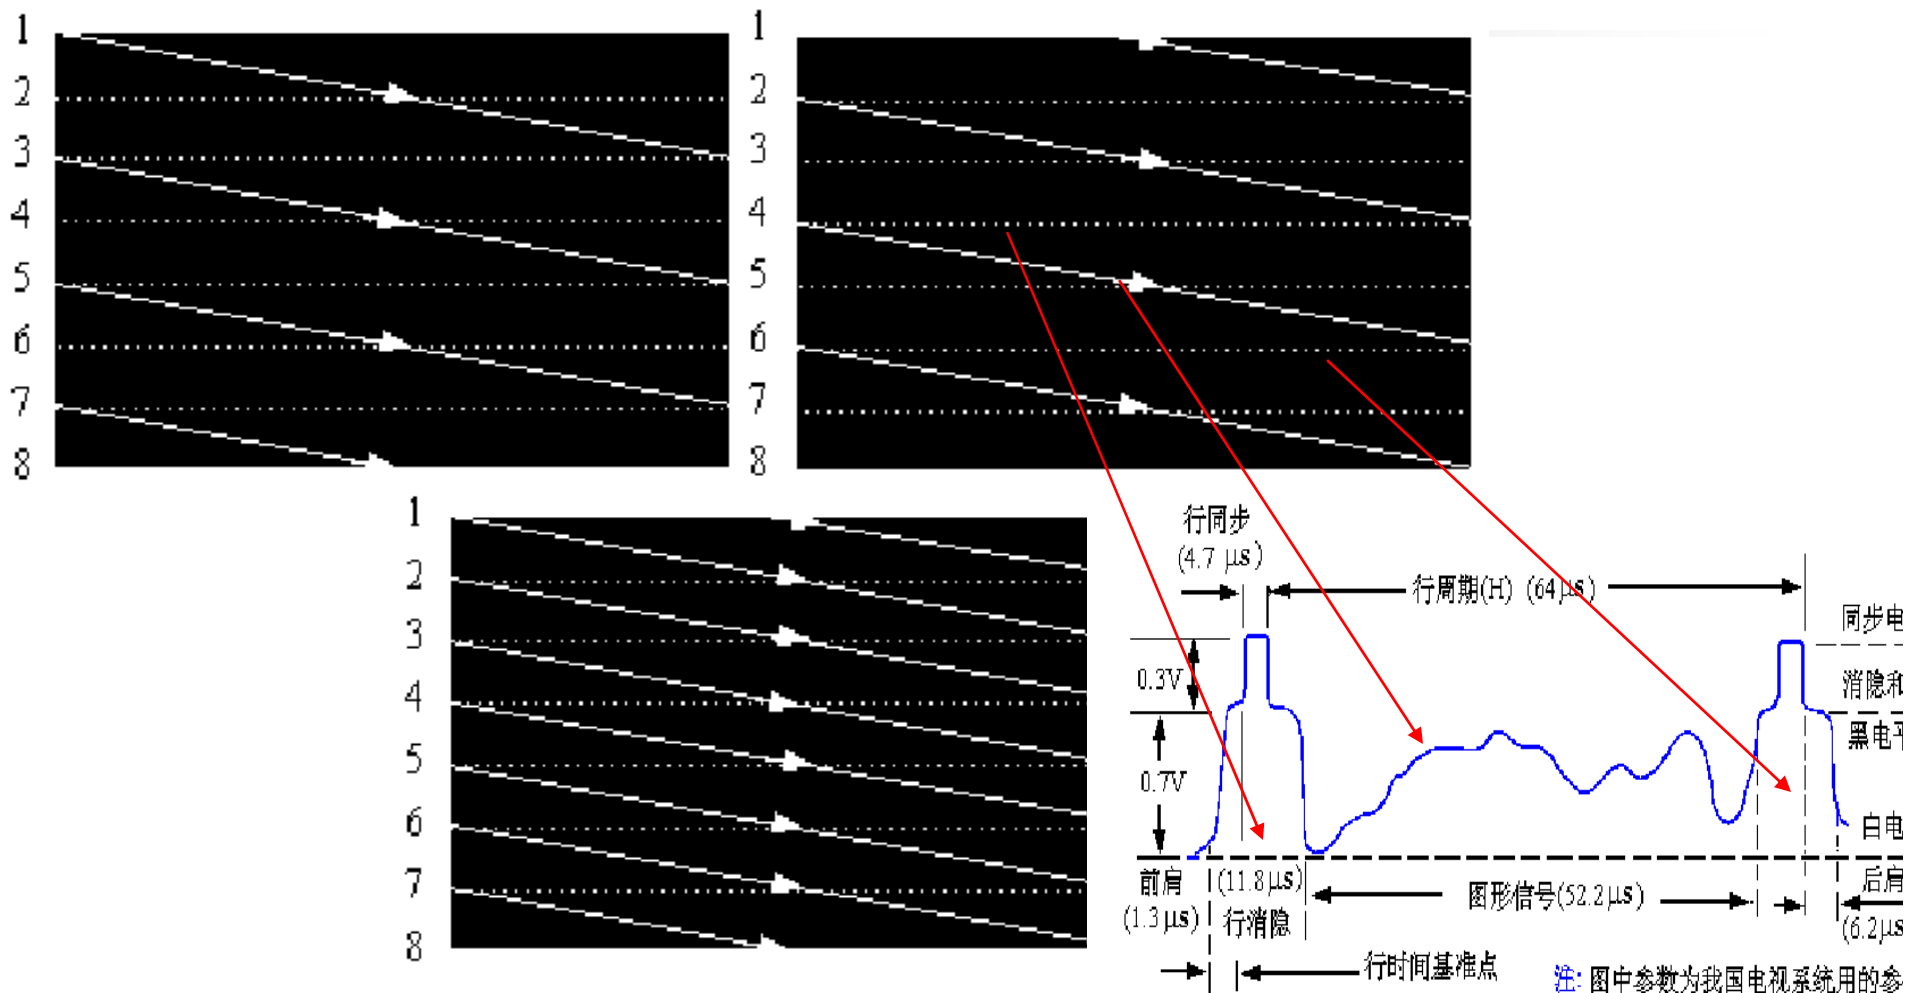 1
2
3
4
5
6
7
8
1
2
3
4
5
6
7
8
1
2
3
4
5
6
7
8
行同步
(4.7 μs)
行周期(H) (64μs)
同步电
0.3V
消隐和
黑电平
0.7V
白电
前肩
(1.3μs)
(11.8μs)
行消隐
图形信号(52.2μs)
后肩
(6.2μs
行时间基准点
注: 图中参数为我国电视系统用的参